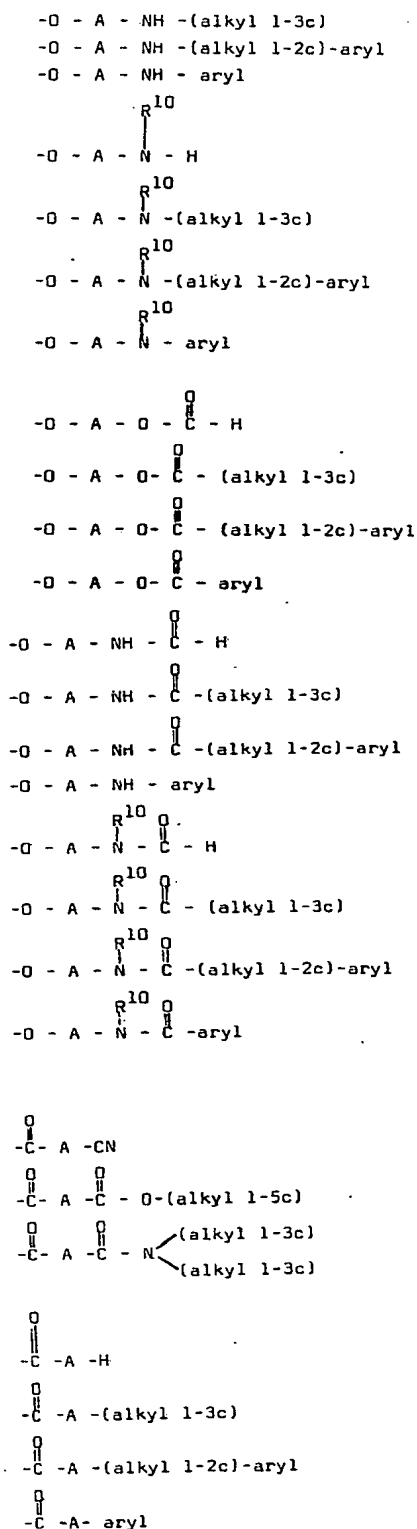 -O - A - NH -(alkyl 1-3c)
-O - A - NH -(alkyl 1-2c)-aryl
-O - A - NH - aryl
R10
-O - A - N - H
R10
-O - A - N -(alkyl 1-3c)
R10
-O - A - N -(alkyl 1-2c)-aryl
R10
-O - A - N - aryl
O
-O - A - O - C - H
O
-O - A - O- C - (alkyl 1-3c)
O
-O - A - O- C - (alkyl 1-2c)-aryl
O
-O - A - O- C - aryl
O
-O - A - NH - C - H
O
-O - A - NH - C -(alkyl 1-3c)
O
-O - A - NH - C -(alkyl 1-2c)-aryl
-O - A - NH - aryl
R10 O
-O - A - N - C - H
R10 O
-O - A - N - C - (alkyl 1-3c)
R10 O
-O - A - N - C -(alkyl 1-2c)-aryl
R10 O
-O - A - N - C -aryl
O
-C- A -CN
O O
-C- A -C - O-(alkyl 1-5c)
O O (alkyl 1-3c)
-C- A -C - N
(alkyl 1-3c)
O
-C -A -H
O
-C -A -(alkyl 1-3c)
O
-C -A -(alkyl 1-2c)-aryl
O
-C -A- aryl